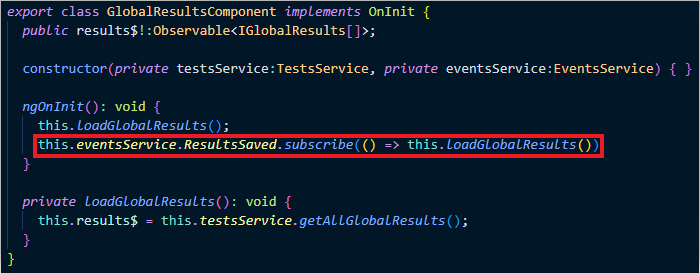 export class GlobalResultsComponent implements OnInit {
public results$!:Observable<IGlobalResults[]>;
constructor(private testsService:TestsService, private eventsService:EventsService) { }
ngOnInit(): void {
this.loadGlobalResults();
this.eventsService.ResultsSaved.subscribe(() => this.loadGlobalResults())
}
private loadGlobalResults(): void {
this.results$ = this.testsService.getAllGlobalResults();
}
}